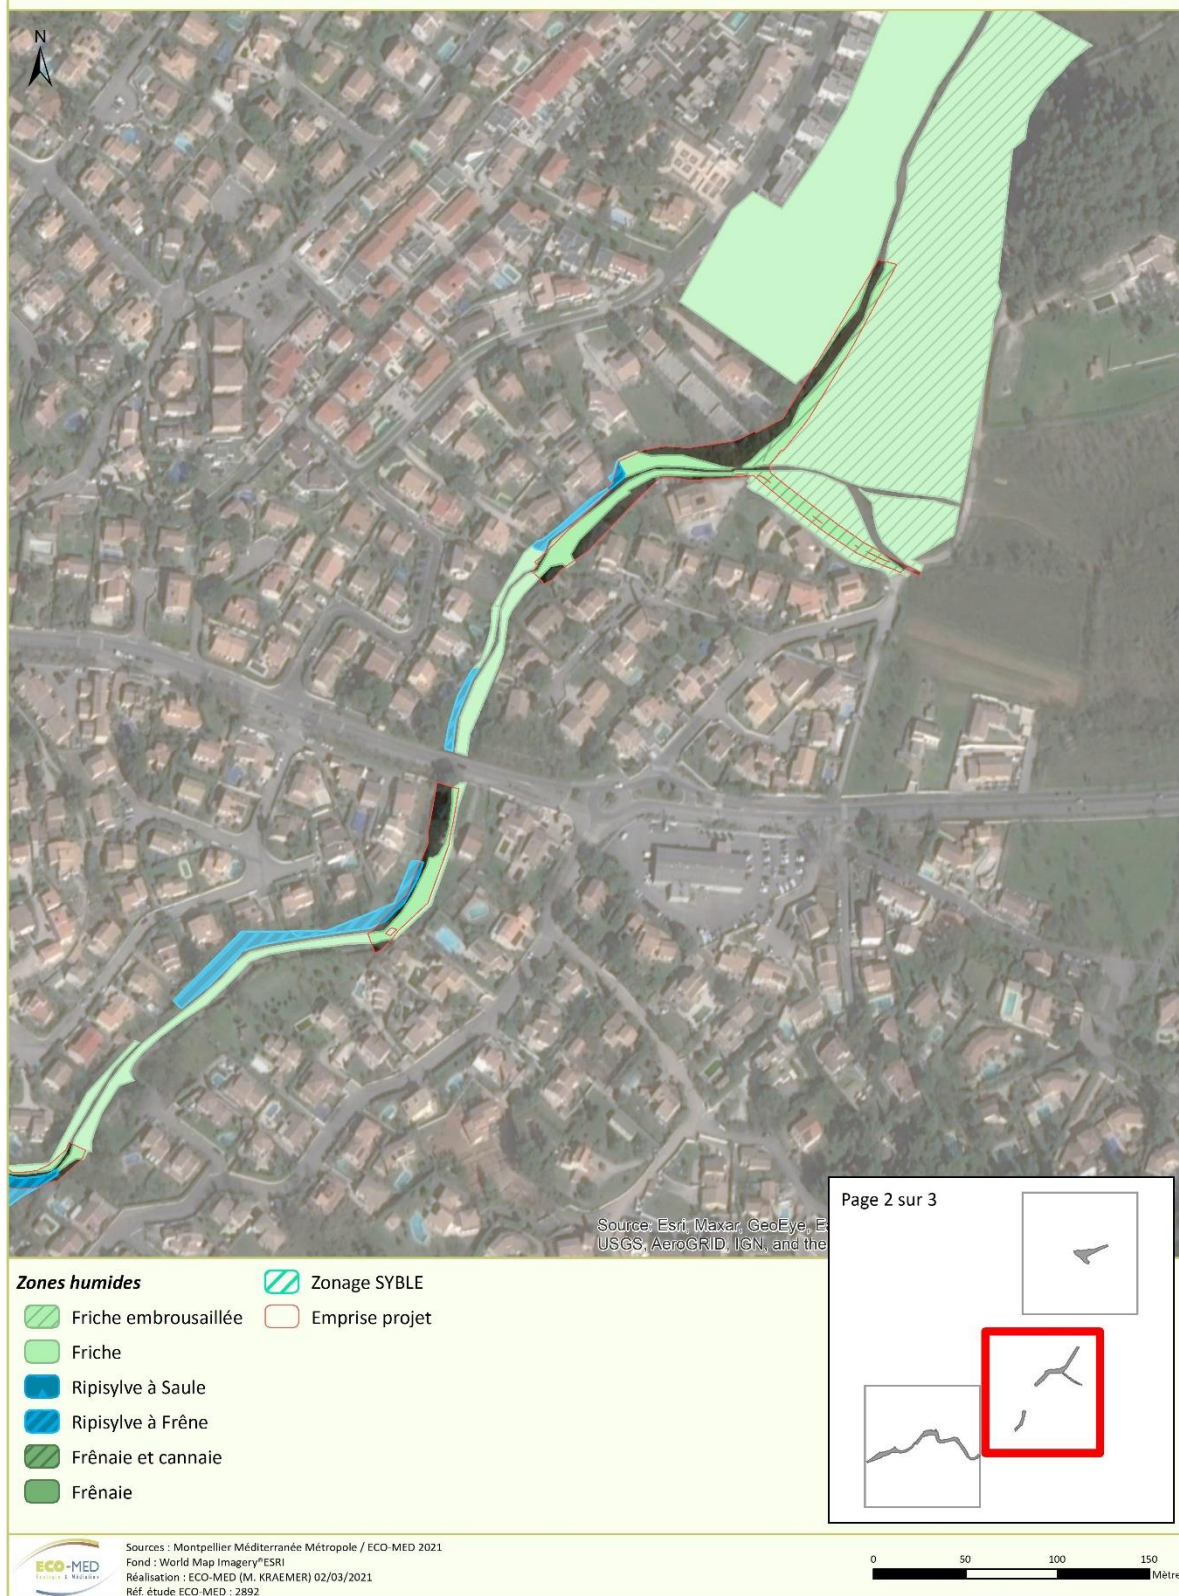 N
Source: Esri, Maxar, GeoEye,
USGS, AeroGRID, IGN, and the
Page 2 sur 3
Zones humides
Friche embrousaillée
Friche
Ripisylve à Saule
Ripisylve à Frêne
Frênaie et cannaie
Frênaie
Zonage SYBLE
Emprise projet
ECO-MED
Ecologie & Médiation
Sources : Montpellier Méditerranée Métropole / ECO-MED 2021
Fond : World Map Imagery®ESRI
Réalisation : ECO-MED (M. KRAEMER) 02/03/2021
Réf. étude ECO-MED : 2892
0 50 100 150
Mètre